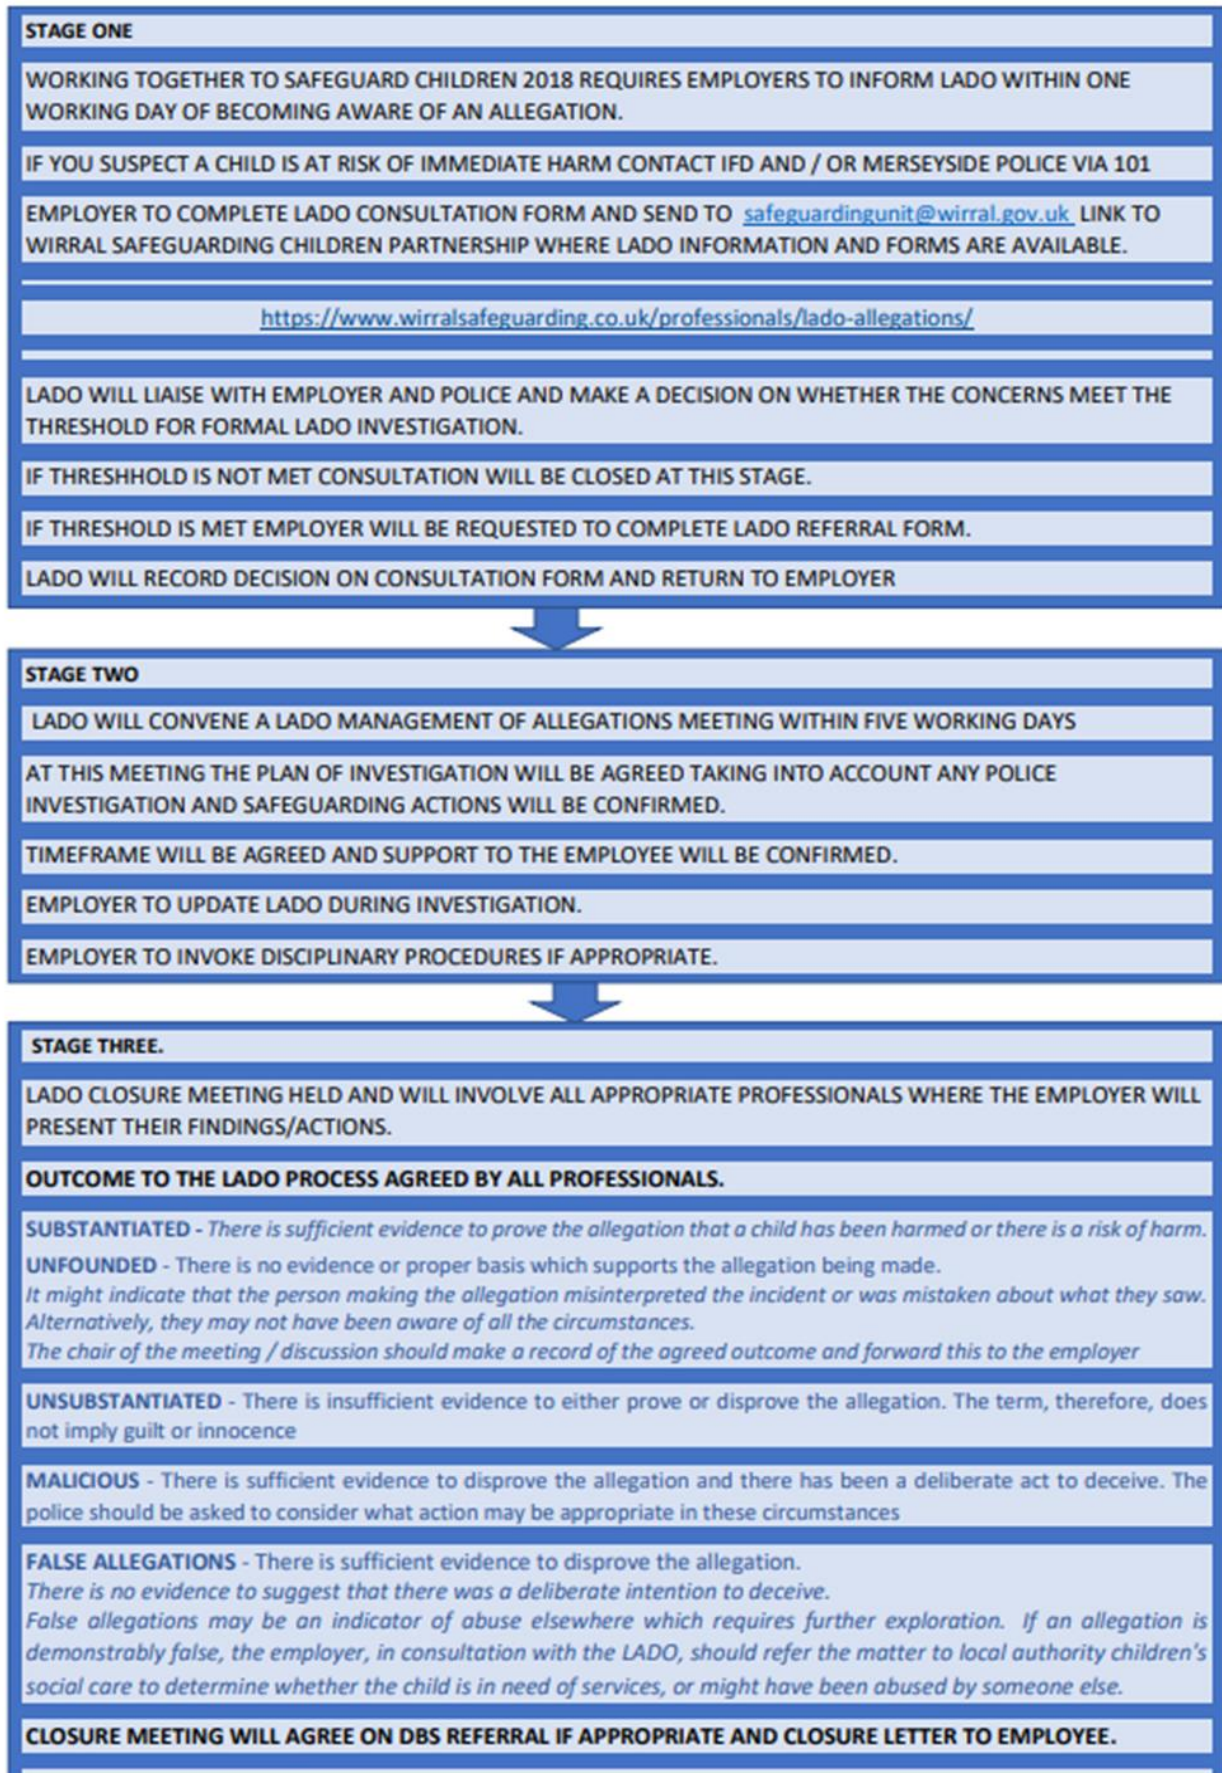 STAGE ONE
WORKING TOGETHER TO SAFEGUARD CHILDREN 2018 REQUIRES EMPLOYERS TO INFORM LADO WITHIN ONE
WORKING DAY OF BECOMING AWARE OF AN ALLEGATION.
IF YOU SUSPECT A CHILD IS AT RISK OF IMMEDIATE HARM CONTACT IFD AND / OR MERSEYSIDE POLICE VIA 101
EMPLOYER TO COMPLETE LADO CONSULTATION FORM AND SEND TO safeguardingunit@wirral.gov.uk LINK TO
WIRRAL SAFEGUARDING CHILDREN PARTNERSHIP WHERE LADO INFORMATION AND FORMS ARE AVAILABLE.
https://www.wirralsafeguarding.co.uk/professionals/lado-allegations/
LADO WILL LIAISE WITH EMPLOYER AND POLICE AND MAKE A DECISION ON WHETHER THE CONCERNS MEET THE
THRESHOLD FOR FORMAL LADO INVESTIGATION.
IF THRESHHOLD IS NOT MET CONSULTATION WILL BE CLOSED AT THIS STAGE.
IF THRESHOLD IS MET EMPLOYER WILL BE REQUESTED TO COMPLETE LADO REFERRAL FORM.
LADO WILL RECORD DECISION ON CONSULTATION FORM AND RETURN TO EMPLOYER
STAGE TWO
LADO WILL CONVENE A LADO MANAGEMENT OF ALLEGATIONS MEETING WITHIN FIVE WORKING DAYS
AT THIS MEETING THE PLAN OF INVESTIGATION WILL BE AGREED TAKING INTO ACCOUNT ANY POLICE
INVESTIGATION AND SAFEGUARDING ACTIONS WILL BE CONFIRMED.
TIMEFRAME WILL BE AGREED AND SUPPORT TO THE EMPLOYEE WILL BE CONFIRMED.
EMPLOYER TO UPDATE LADO DURING INVESTIGATION.
EMPLOYER TO INVOKE DISCIPLINARY PROCEDURES IF APPROPRIATE.
STAGE THREE.
LADO CLOSURE MEETING HELD AND WILL INVOLVE ALL APPROPRIATE PROFESSIONALS WHERE THE EMPLOYER WILL
PRESENT THEIR FINDINGS/ACTIONS.
OUTCOME TO THE LADO PROCESS AGREED BY ALL PROFESSIONALS.
SUBSTANTIATED - There is sufficient evidence to prove the allegation that a child has been harmed or there is a risk of harm.
UNFOUNDED - There is no evidence or proper basis which supports the allegation being made.
It might indicate that the person making the allegation misinterpreted the incident or was mistaken about what they saw.
Alternatively, they may not have been aware of all the circumstances.
The chair of the meeting / discussion should make a record of the agreed outcome and forward this to the employer
UNSUBSTANTIATED - There is insufficient evidence to either prove or disprove the allegation. The term, therefore, does
not imply guilt or innocence
MALICIOUS - There is sufficient evidence to disprove the allegation and there has been a deliberate act to deceive. The
police should be asked to consider what action may be appropriate in these circumstances
FALSE ALLEGATIONS - There is sufficient evidence to disprove the allegation.
There is no evidence to suggest that there was a deliberate intention to deceive.
False allegations may be an indicator of abuse elsewhere which requires further exploration. If an allegation is
demonstrably false, the employer, in consultation with the LADO, should refer the matter to local authority children's
social care to determine whether the child is in need of services, or might have been abused by someone else.
CLOSURE MEETING WILL AGREE ON DBS REFERRAL IF APPROPRIATE AND CLOSURE LETTER TO EMPLOYEE.